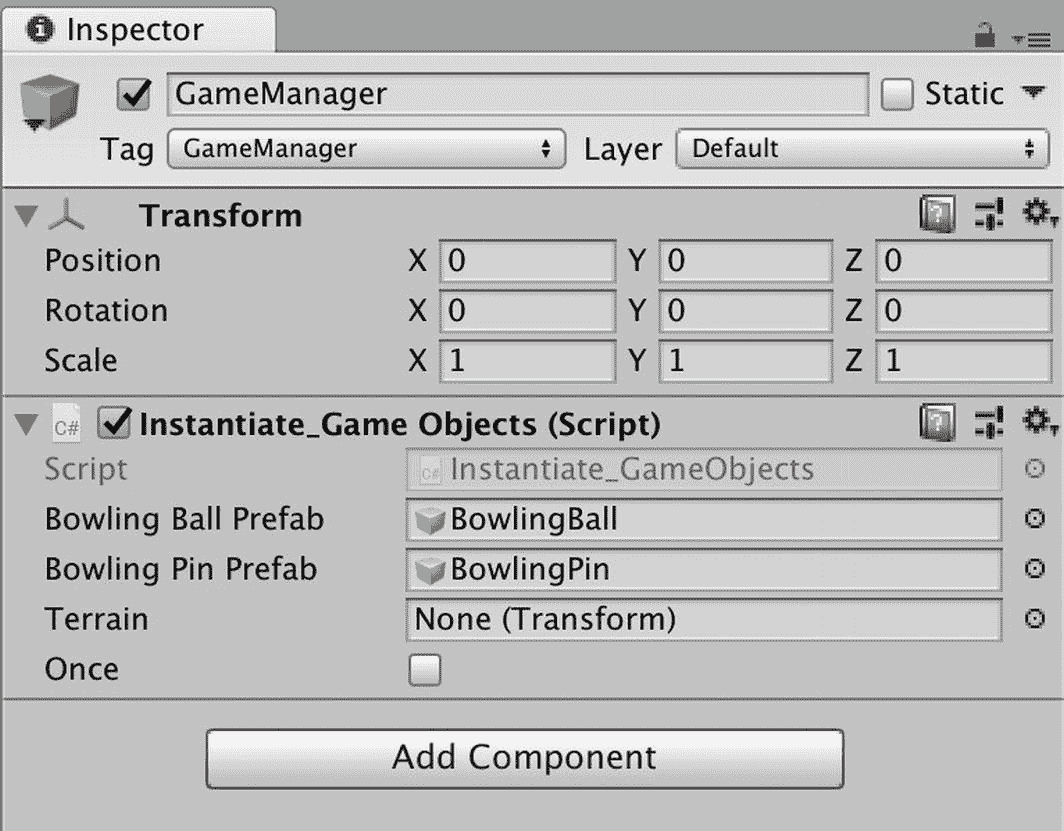 Inspector
GameManager Static
Tag GameManager Layer Default
Transform
Position X 0 Y 0 Z 0
Rotation X 0 Y 0 Z 0
Scale X 1 Y 1 Z 1
C# Instantiate_Game Objects (Script)
Script C# Instantiate_GameObjects
Bowling Ball Prefab BowlingBall
Bowling Pin Prefab BowlingPin
Terrain None (Transform)
Once
Add Component